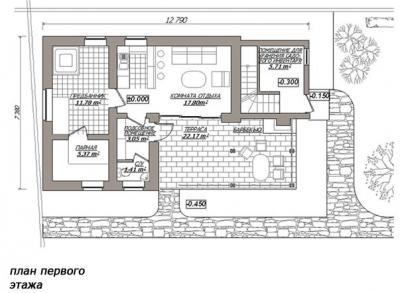 12 790
7 380
ПОМЕЩЕНИЕ ДЛЯ
ХРАНЕНИЯ САДО-
ВОГО ИНВЕНТАРЯ
5.71 m²
-0.300
-0.150
ПРЕДБАННИК
11.78 m²
±0.000
КОМНАТА ОТДЫХА
17.80m²
ПОДСОБНОЕ
ПОМЕЩЕНИЕ
3.05 m²
ТЕРРАСА
22.17 m²
БАРБЕКЮ
ПАРНАЯ
5.37 m²
С/У
1.41 m²
-0.450
план первого
этажа